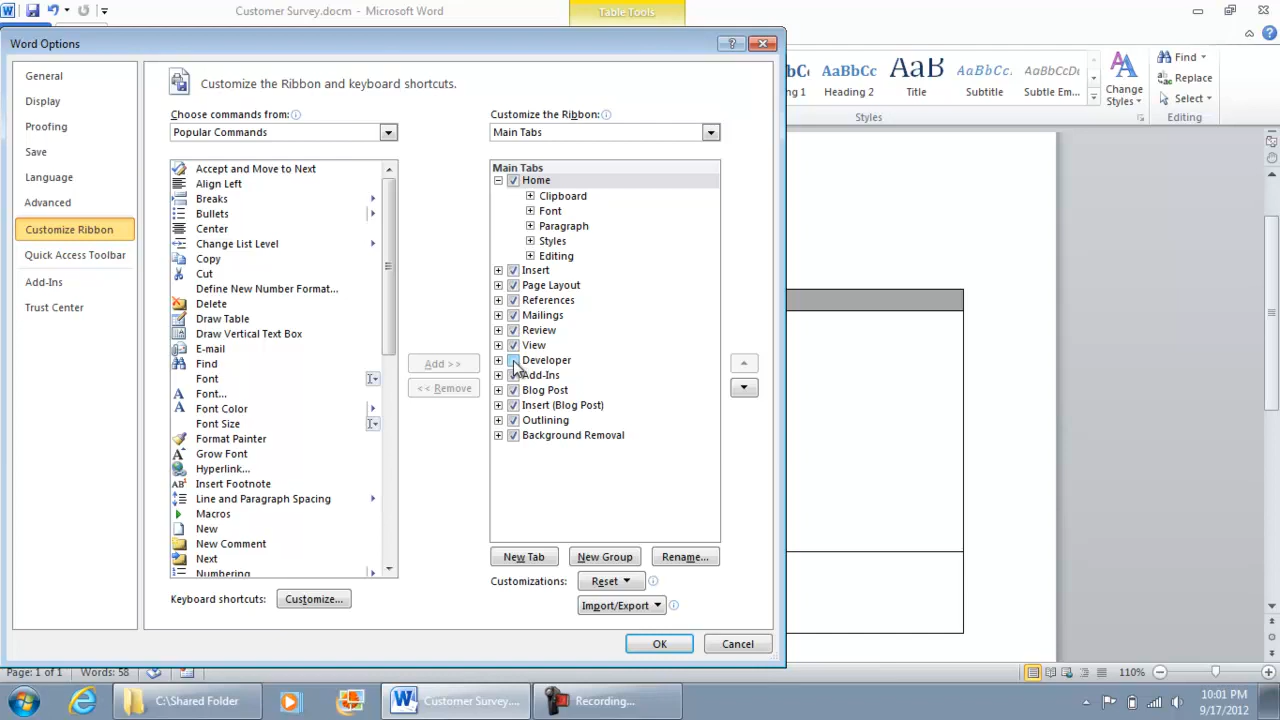 Customer Survey.docm - Microsoft Word
Table Tools
Word Options
General
Display
Proofing
Save
Language
Advanced
Customize Ribbon
Quick Access Toolbar
Add-Ins
Trust Center
Customize the Ribbon and keyboard shortcuts.
Choose commands from:
Popular Commands
Accept and Move to Next
Align Left
Breaks
Bullets
Center
Change List Level
Copy
Cut
Define New Number Format...
Delete
Draw Table
Draw Vertical Text Box
E-mail
Find
Font
Font...
Font Color
Font Size
Format Painter
Grow Font
Hyperlink...
Insert Footnote
Line and Paragraph Spacing
Macros
New
New Comment
Next
Numbering
Keyboard shortcuts: Customize...
Add >>
<< Remove
Customize the Ribbon:
Main Tabs
Main Tabs
Home
Clipboard
Font
Paragraph
Styles
Editing
Insert
Page Layout
References
Mailings
Review
View
Developer
Add-Ins
Blog Post
Insert (Blog Post)
Outlining
Background Removal
New Tab New Group Rename...
Customizations: Reset
Import/Export
OK Cancel
AaBbCc AaB AaBbCc. AaBbCcDc
Heading 2 Title Subtitle Subtle Em...
Change
Styles
Styles
Find
Replace
Select
Editing
Page: 1 of 1 Words: 58 110%
C:\Shared Folder
Customer Survey....
Recording...
10:01 PM
9/17/2012